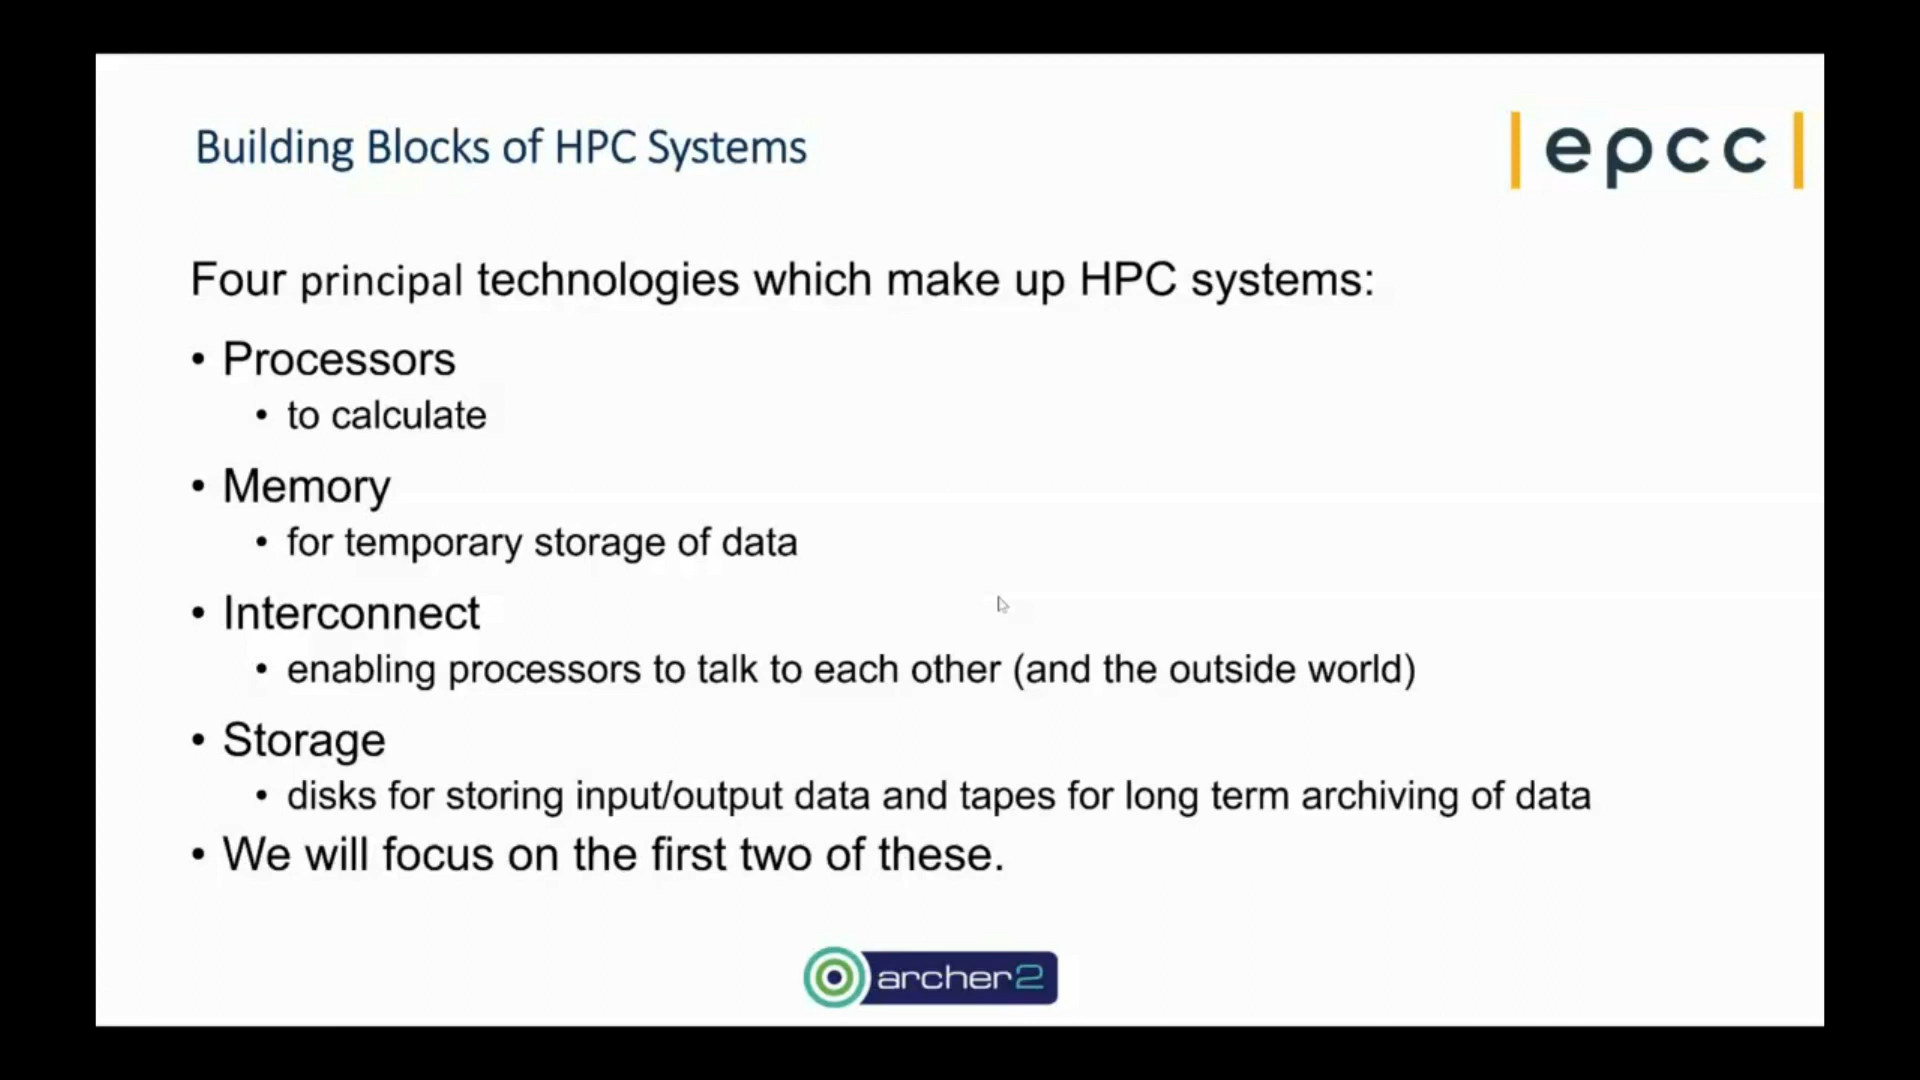 Building Blocks of HPC Systems
|epcc|
Four principal technologies which make up HPC systems:
• Processors
• to calculate
• Memory
• for temporary storage of data
• Interconnect
• enabling processors to talk to each other (and the outside world)
• Storage
• disks for storing input/output data and tapes for long term archiving of data
• We will focus on the first two of these.
archer2